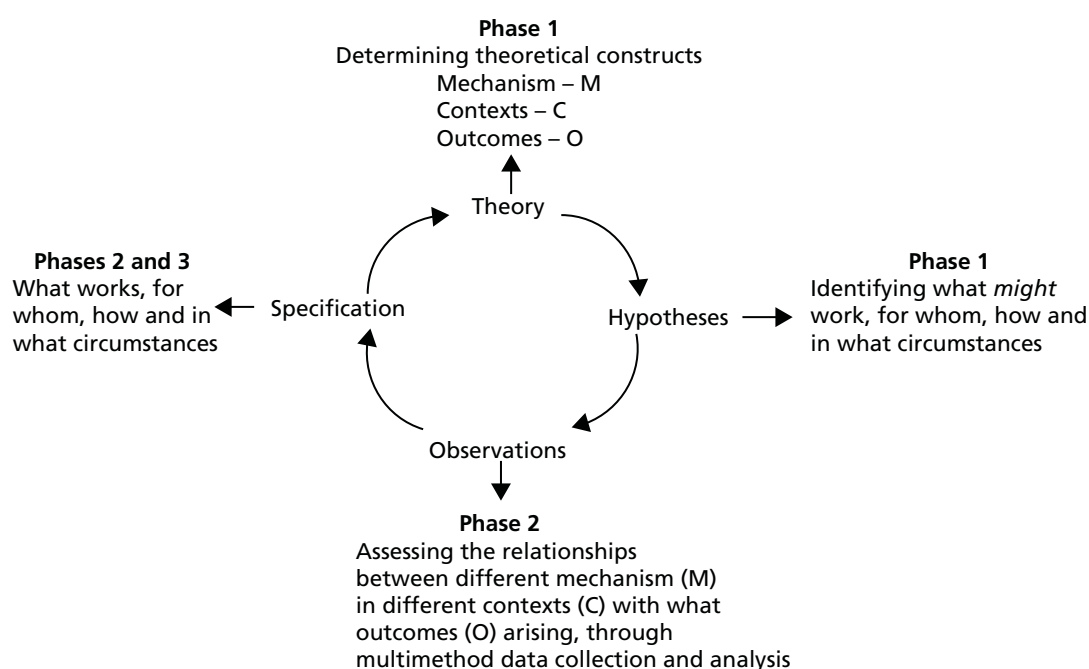 Phase 1
Determining theoretical constructs
Mechanism – M
Contexts – C
Outcomes – O
Theory
Phases 2 and 3
What works, for
whom, how and in
what circumstances
Specification
Hypotheses
Phase 1
Identifying what might
work, for whom, how and
in what circumstances
Observations
Phase 2
Assessing the relationships
between different mechanism (M)
in different contexts (C) with what
outcomes (O) arising, through
multimethod data collection and analysis